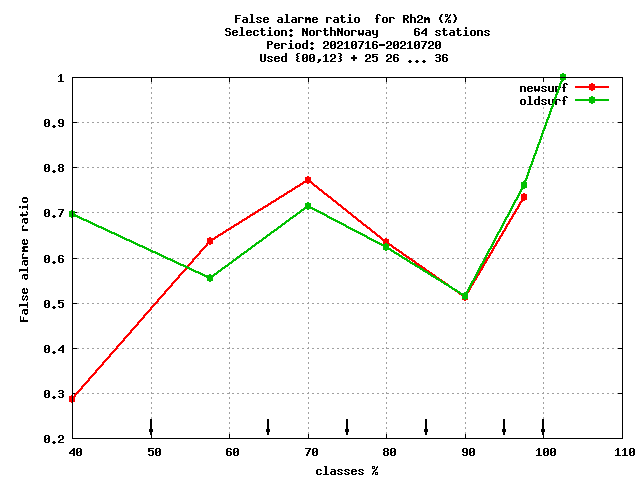 False alarme ratio  for Rh2m (%)
Selection: NorthNorway     64 stations
Period: 20210716-20210720
Used {00,12} + 25 26 ... 36
newsurf
oldsurf
1
0.9
0.8
0.7
0.6
0.5
0.4
0.3
0.2
False alarme ratio
40 50 60 70 80 90 100 110
classes %